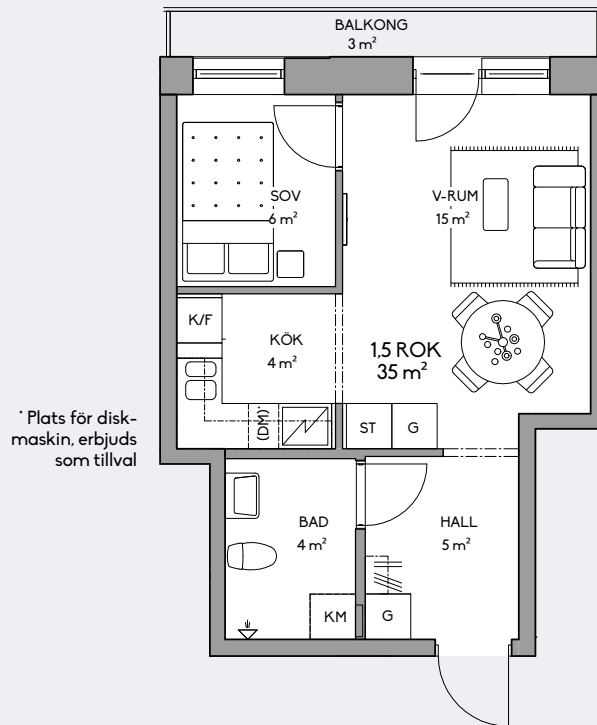 BALKONG
3 m²
SOV
6 m²
V-RUM
15 m²
K/F
KÖK
4 m²
1,5 ROK
35 m²
(DM)*
ST
G
* Plats för disk-
maskin, erbjuds
som tillval
BAD
4 m²
HALL
5 m²
KM
G